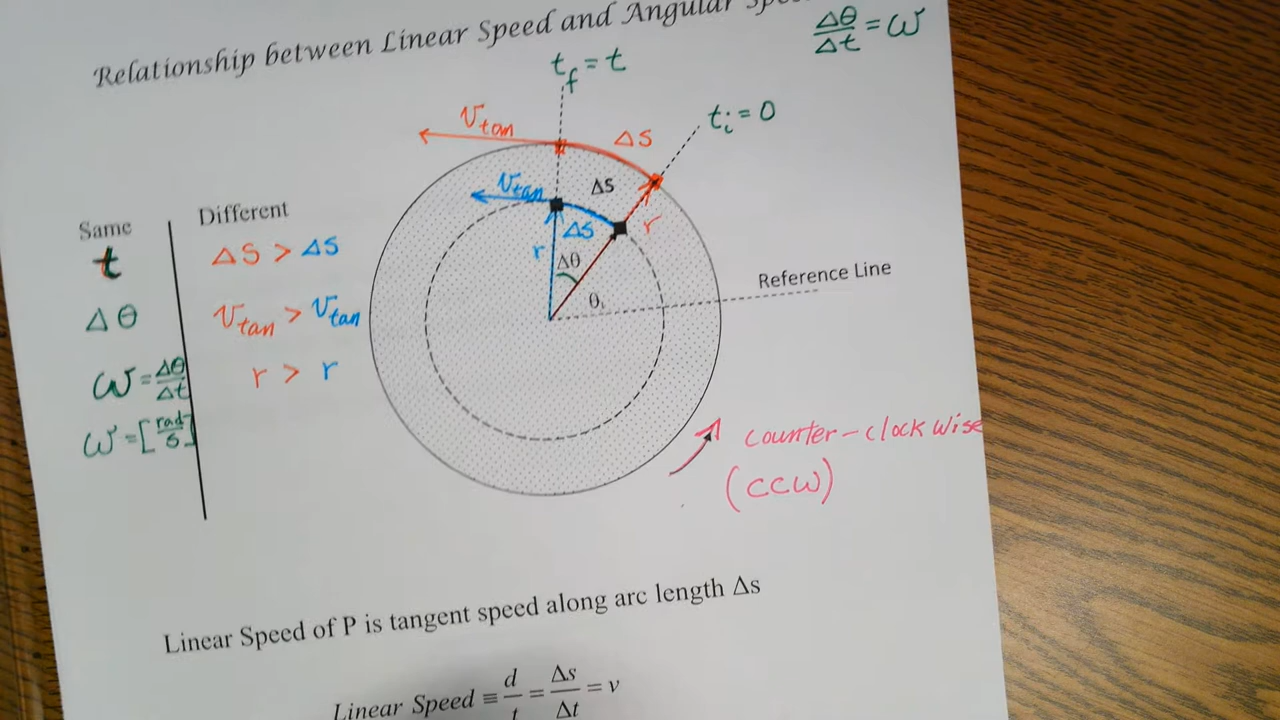 Relationship between Linear Speed and Angular
Δθ/Δt = ω
t_f = t
t_i = 0
v_tan
Δs
v_tan
Δs
Δs
r
r
Δθ
θ_i
Reference Line
Same
t
Δθ
ω = Δθ/Δt
ω = [rad/s]
Different
Δs > Δs
v_tan > v_tan
r > r
counter-clockwise
(CCW)
Linear Speed of P is tangent speed along arc length Δs
Linear Speed ≡ d/t = Δs/Δt = v